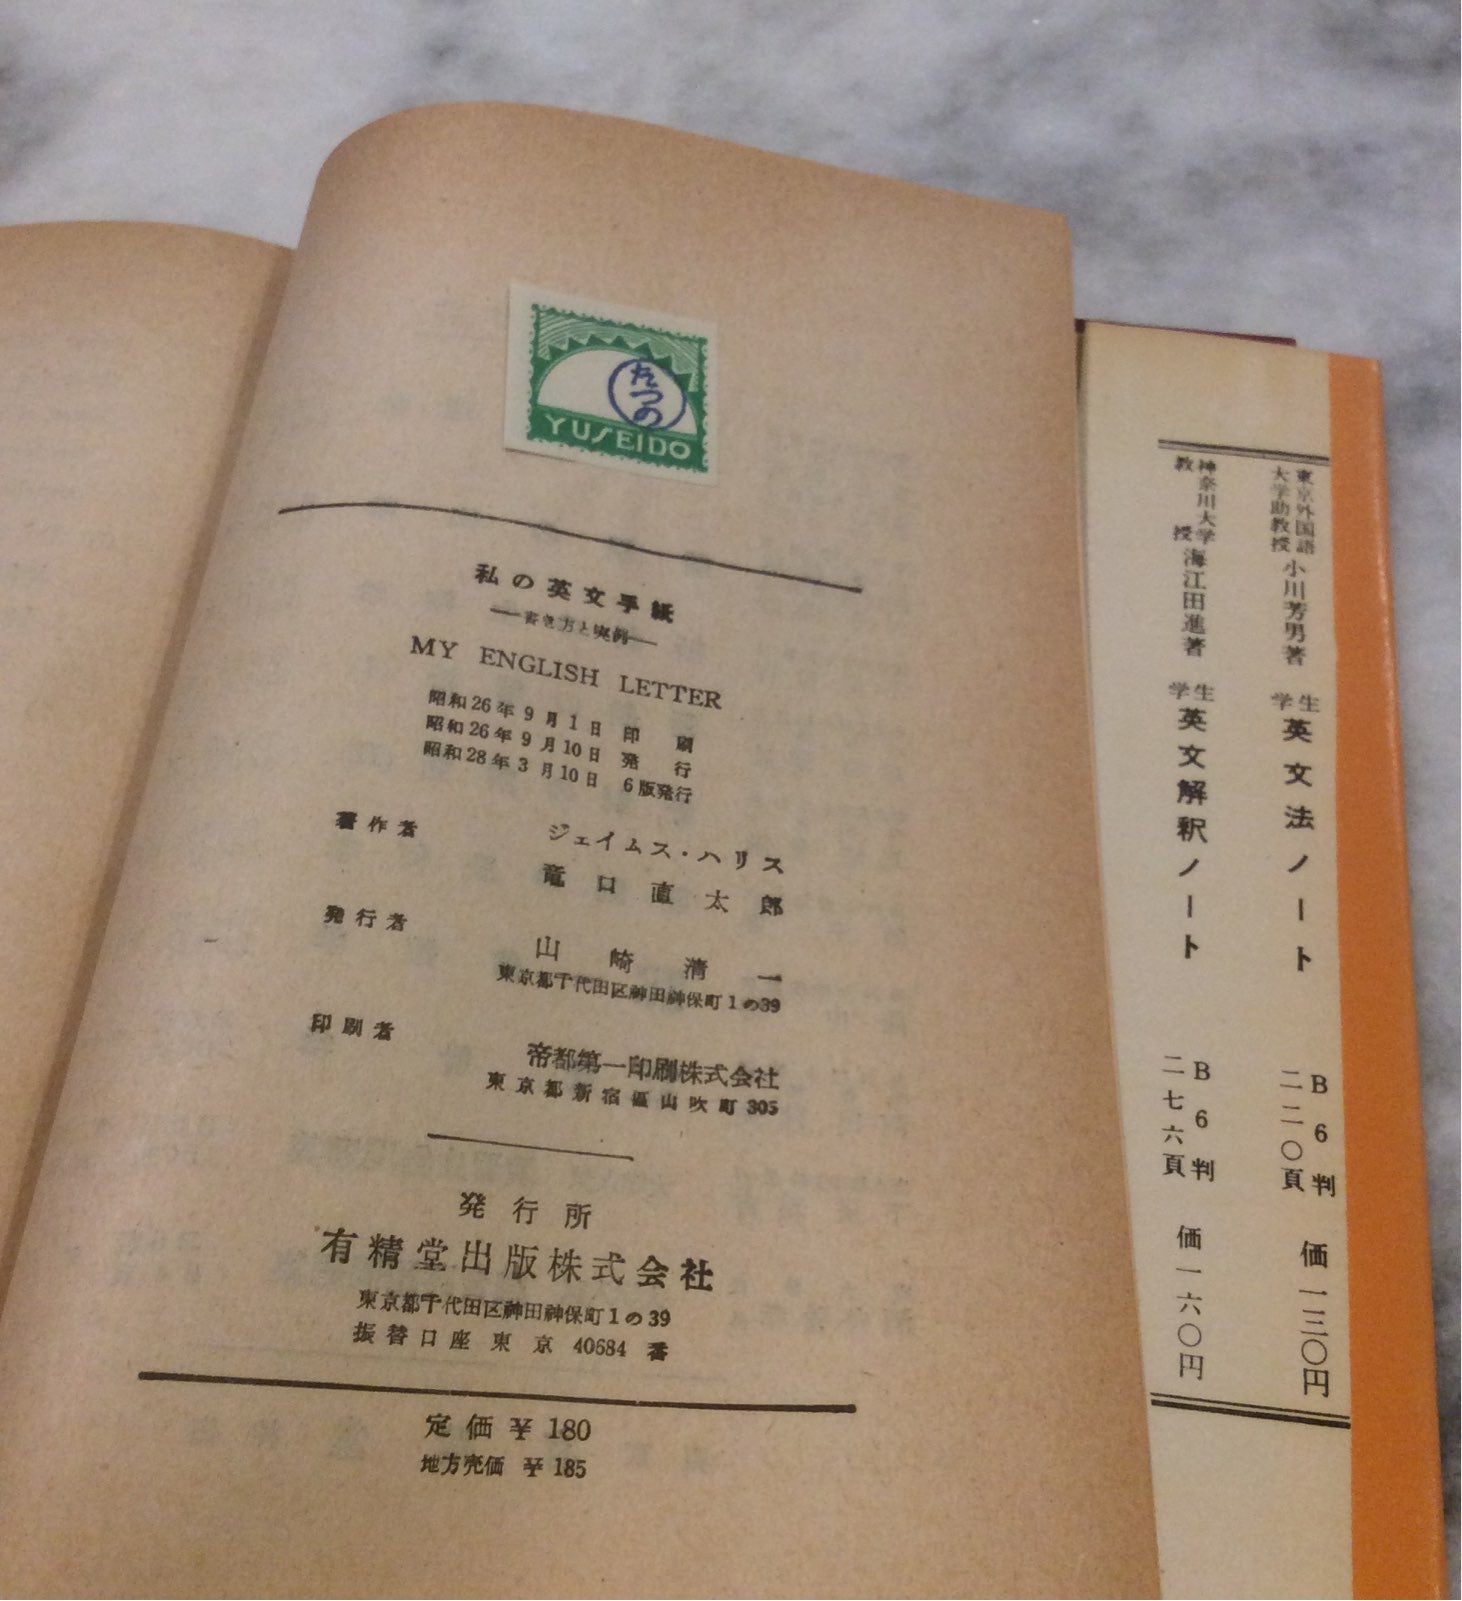 たつの
YUSEIDO
私の英文手紙
―書き方と実例―
MY ENGLISH LETTER
昭和26年9月1日 印刷
昭和26年9月10日 発行
昭和28年3月10日 6版発行
著作者 ジェイムス・ハリス
竜口直太郎
発行者 山崎清一
東京都千代田区神田神保町1の39
印刷者 帝都第一印刷株式会社
東京都新宿區山吹町305
発行所
有精堂出版株式会社
東京都千代田区神田神保町1の39
振替口座東京40684番
定価 ¥180
地方売価 ¥185
東京外国語大学助教授 小川芳男著 学生 英文法ノート B6判 二二〇頁 価一三〇円
神奈川大学教授 海江田進著 学生 英文解釈ノート B6判 二七六頁 価一六〇円